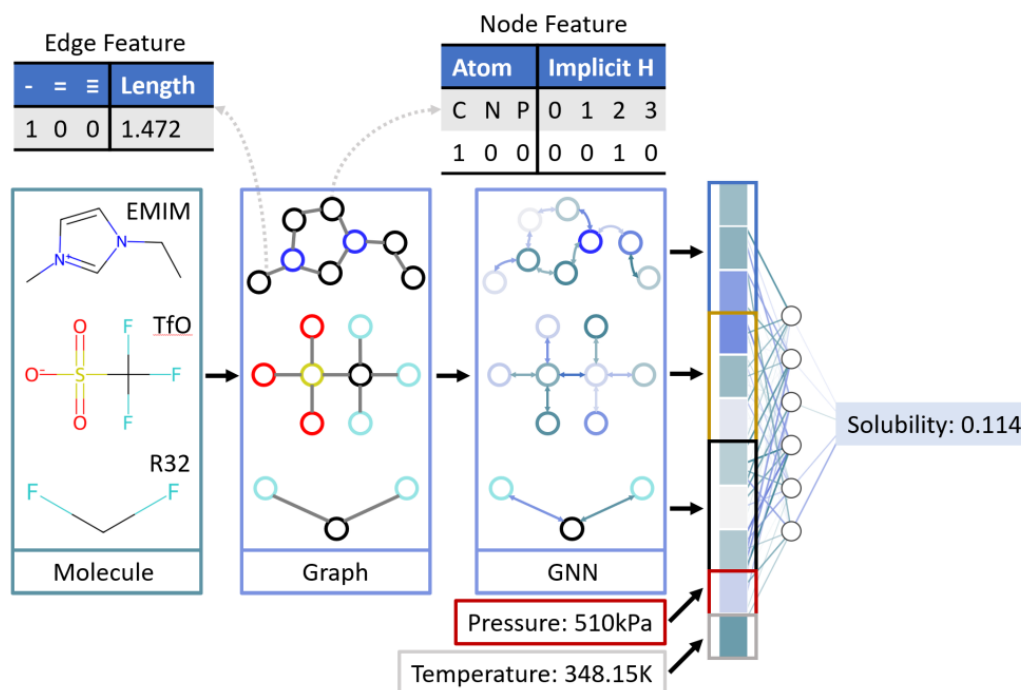 Edge Feature
- = ≡ Length
1 0 0 1.472
Node Feature
Atom Implicit H
C N P 0 1 2 3
1 0 0 0 0 1 0
EMIM
N
N+
TfO
O
F
O- S F
O
F
R32
F F
Molecule
Graph
GNN
Pressure: 510kPa
Temperature: 348.15K
Solubility: 0.114